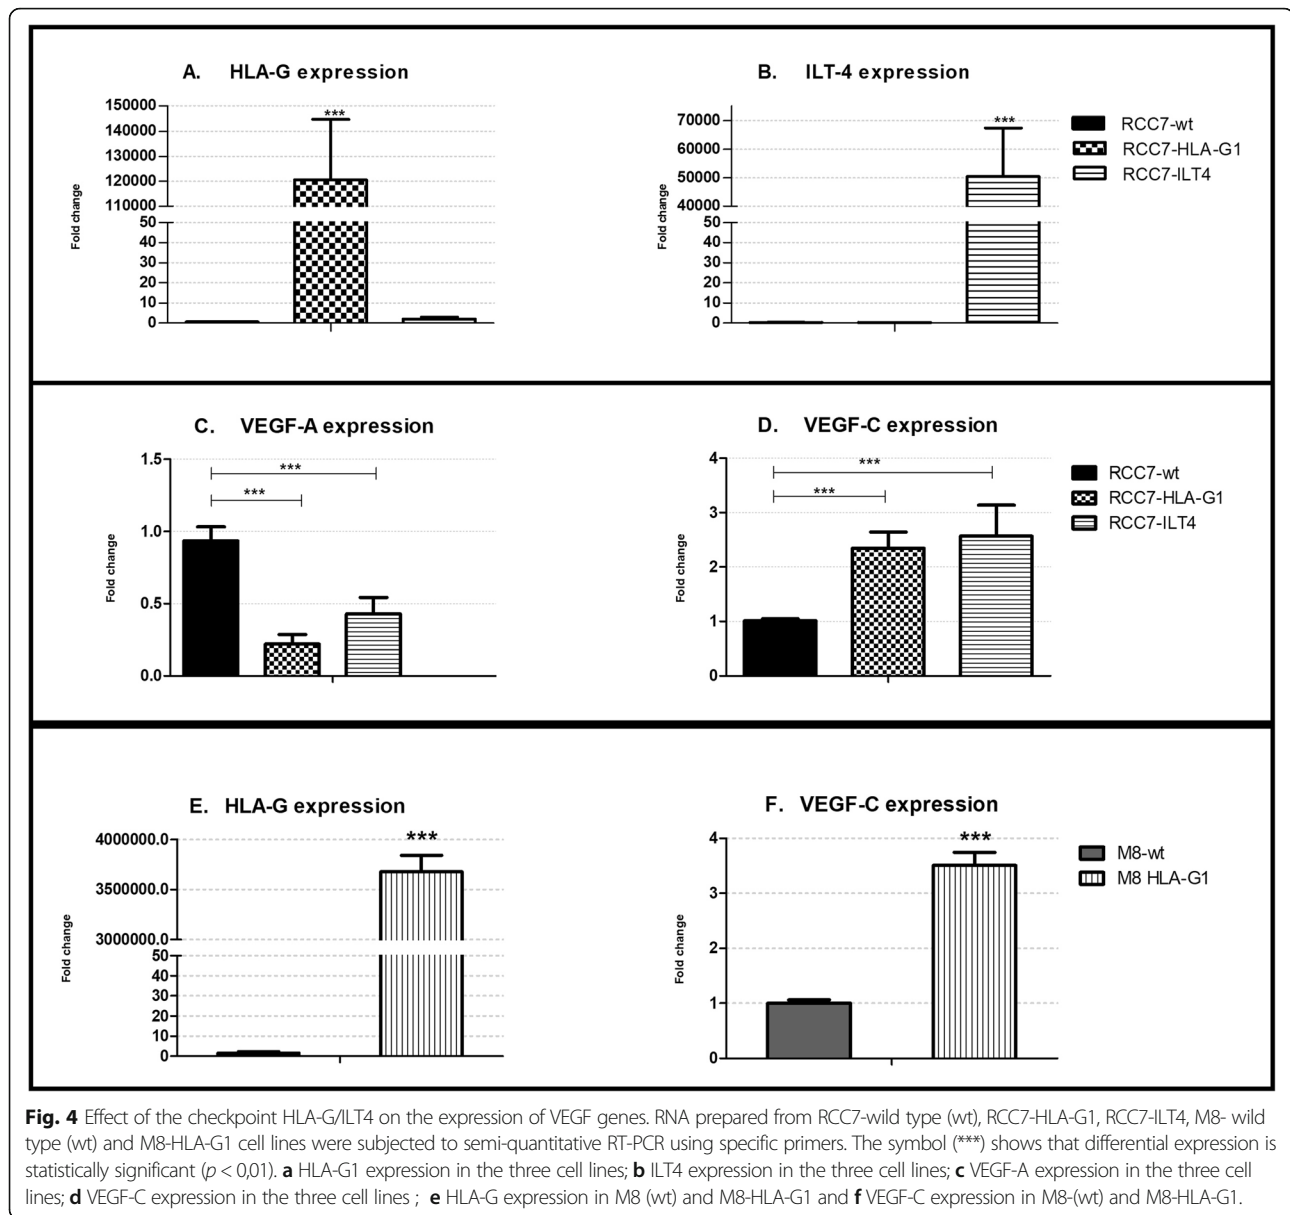 A. HLA-G expression
150000
140000
130000
120000
110000
50
40
30
20
10
0
Fold change
***
B. ILT-4 expression
70000
60000
50000
40000
50
40
30
20
10
0
Fold change
***
RCC7-wt
RCC7-HLA-G1
RCC7-ILT4
C. VEGF-A expression
1.5
1.0
0.5
0.0
Fold change
***
***
D. VEGF-C expression
4
3
2
1
0
Fold change
***
***
RCC7-wt
RCC7-HLA-G1
RCC7-ILT4
E. HLA-G expression
4000000.0
3500000.0
3000000.0
50
40
30
20
10
0
Fold change
***
F. VEGF-C expression
4
3
2
1
0
Fold change
***
M8-wt
M8 HLA-G1
Fig. 4 Effect of the checkpoint HLA-G/ILT4 on the expression of VEGF genes. RNA prepared from RCC7-wild type (wt), RCC7-HLA-G1, RCC7-ILT4, M8- wild
type (wt) and M8-HLA-G1 cell lines were subjected to semi-quantitative RT-PCR using specific primers. The symbol (***) shows that differential expression is
statistically significant (p < 0,01). a HLA-G1 expression in the three cell lines; b ILT4 expression in the three cell lines; c VEGF-A expression in the three cell
lines; d VEGF-C expression in the three cell lines ; e HLA-G expression in M8 (wt) and M8-HLA-G1 and f VEGF-C expression in M8-(wt) and M8-HLA-G1.